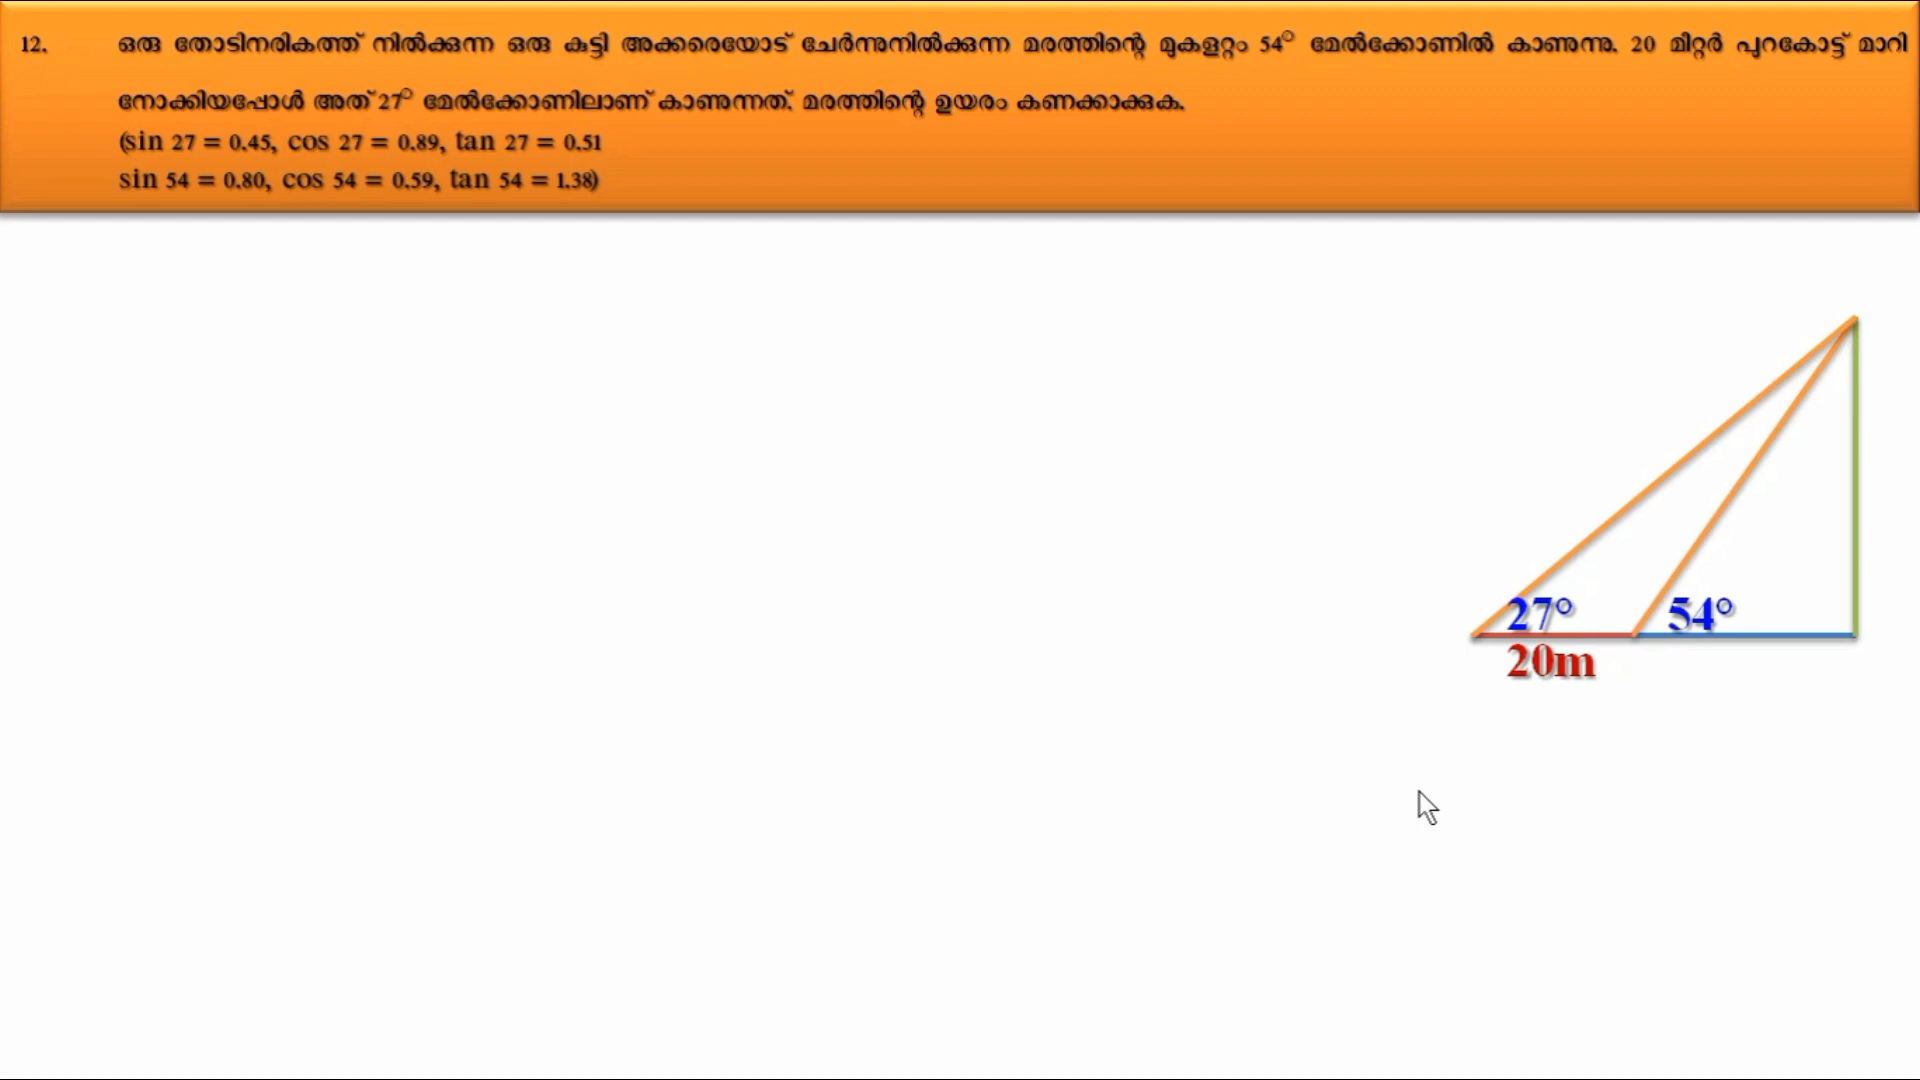 12. ഒരു തോടിനരികത്ത് നിൽക്കുന്ന ഒരു കുട്ടി അക്കരെയോട് ചേർന്നുനിൽക്കുന്ന മരത്തിന്റെ മുകളറ്റം 54° മേൽക്കോണിൽ കാണുന്നു. 20 മീറ്റർ പുറകോട്ട് മാറി
നോക്കിയപ്പോൾ അത് 27° മേൽക്കോണിലാണ് കാണുന്നത്. മരത്തിന്റെ ഉയരം കണക്കാക്കുക.
(sin 27 = 0.45, cos 27 = 0.89, tan 27 = 0.51
sin 54 = 0.80, cos 54 = 0.59, tan 54 = 1.38)
27° 54°
20m